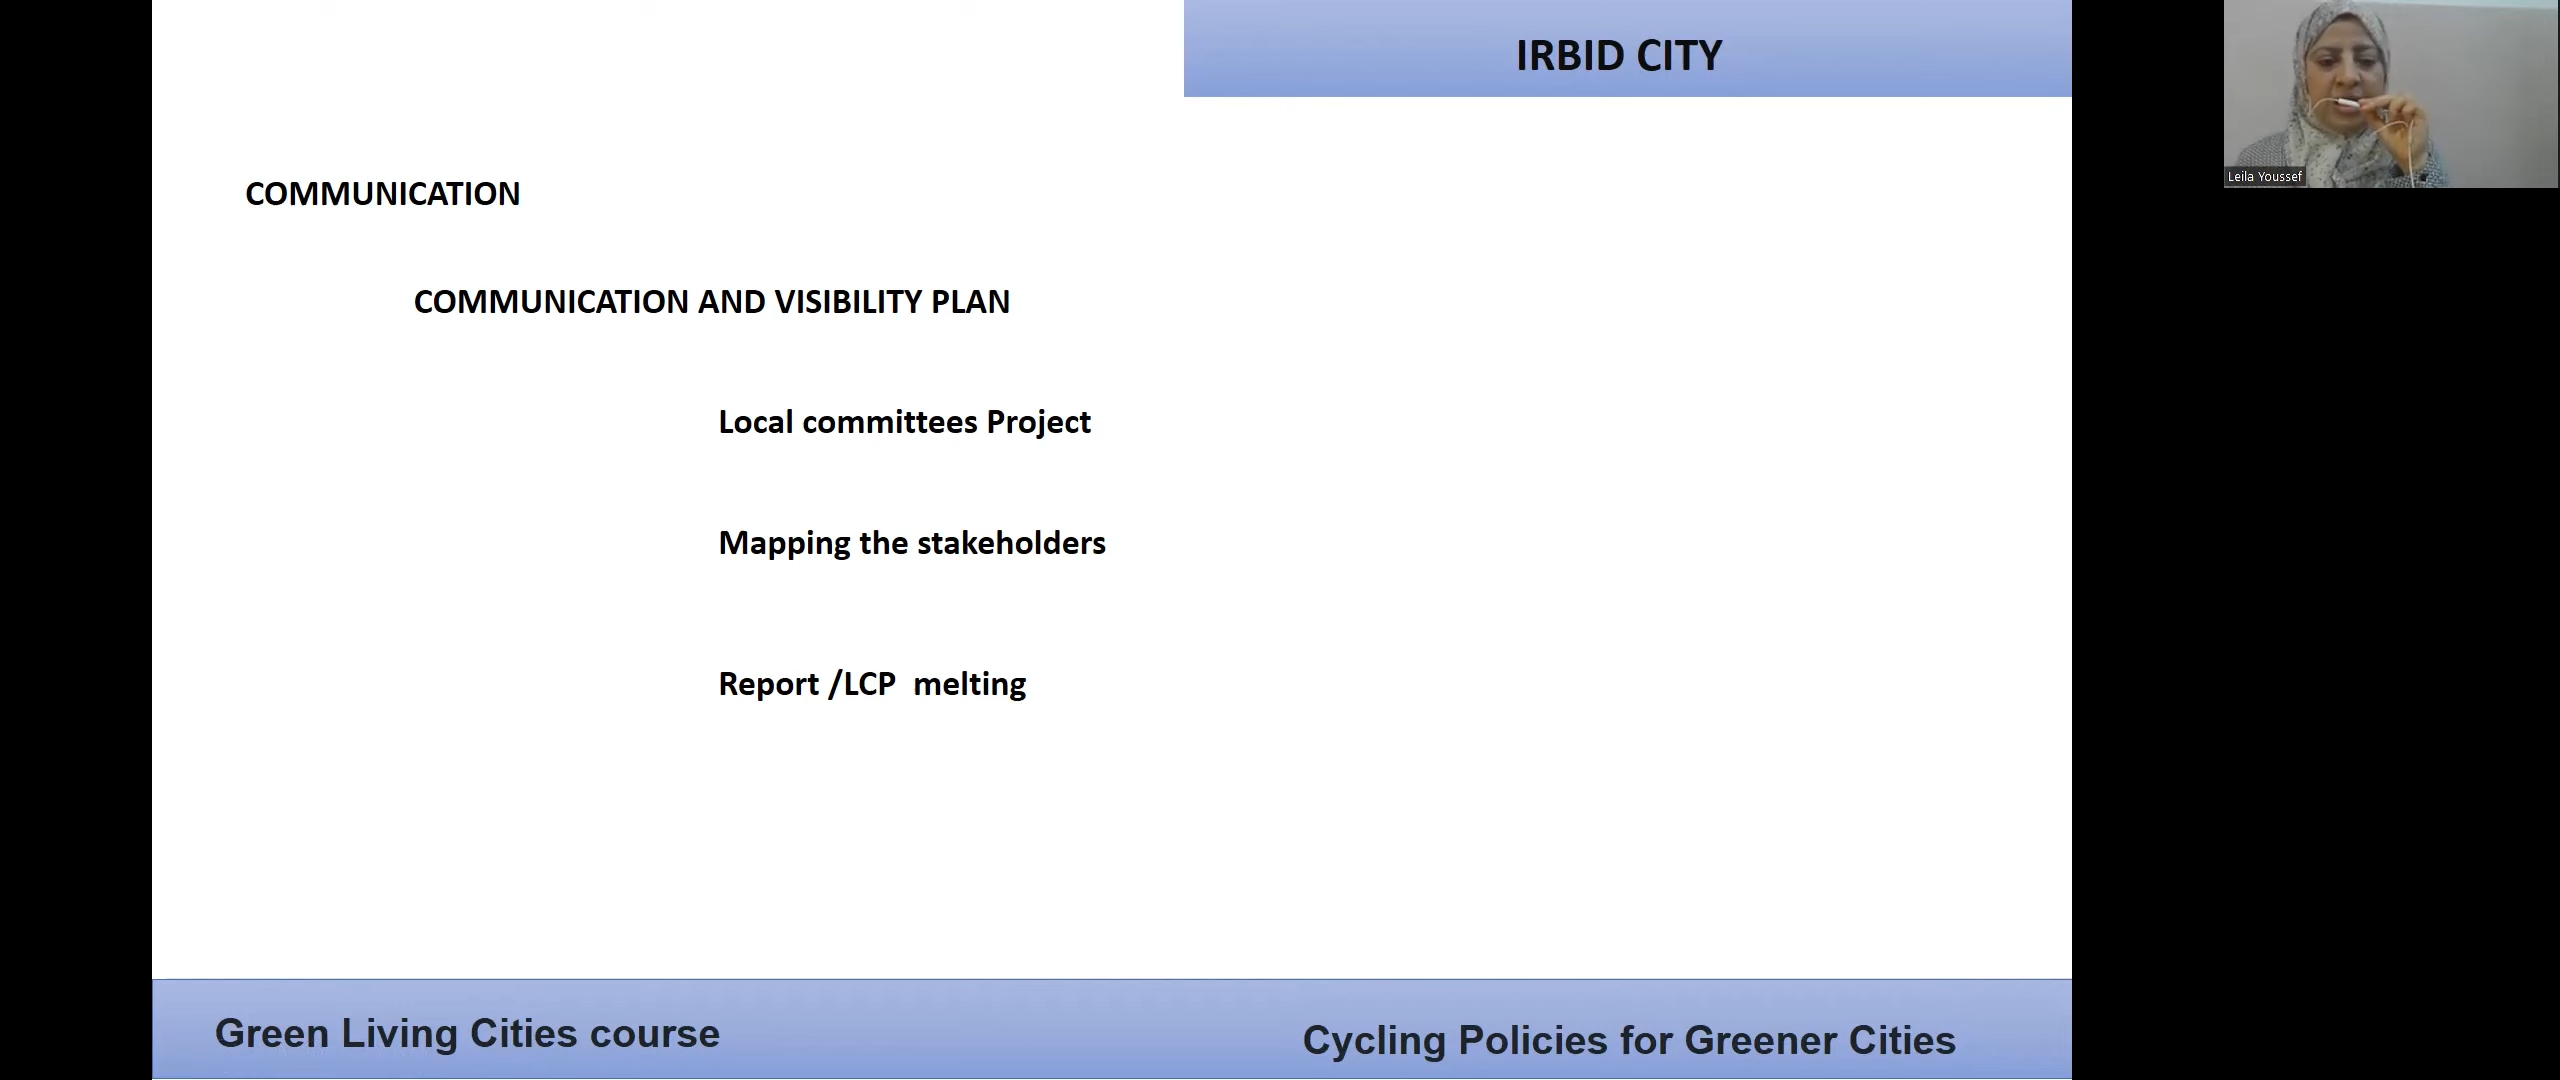 IRBID CITY
Leila Youssef
COMMUNICATION
COMMUNICATION AND VISIBILITY PLAN
Local committees Project
Mapping the stakeholders
Report /LCP  melting
Green Living Cities course
Cycling Policies for Greener Cities